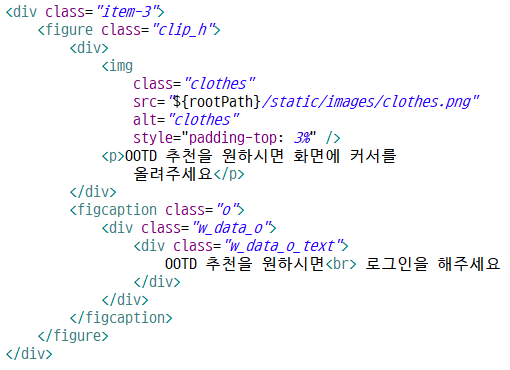 <div class="item-3">
    <figure class="clip_h">
        <div>
            <img
                class="clothes"
                src="${rootPath}/static/images/clothes.png"
                alt="clothes"
                style="padding-top: 3%" />
            <p>OOTD 추천을 원하시면 화면에 커서를
                올려주세요</p>
        </div>
        <figcaption class="o">
            <div class="w_data_o">
                <div class="w_data_o_text">
                    OOTD 추천을 원하시면<br> 로그인을 해주세요
                </div>
            </div>
        </figcaption>
    </figure>
</div>